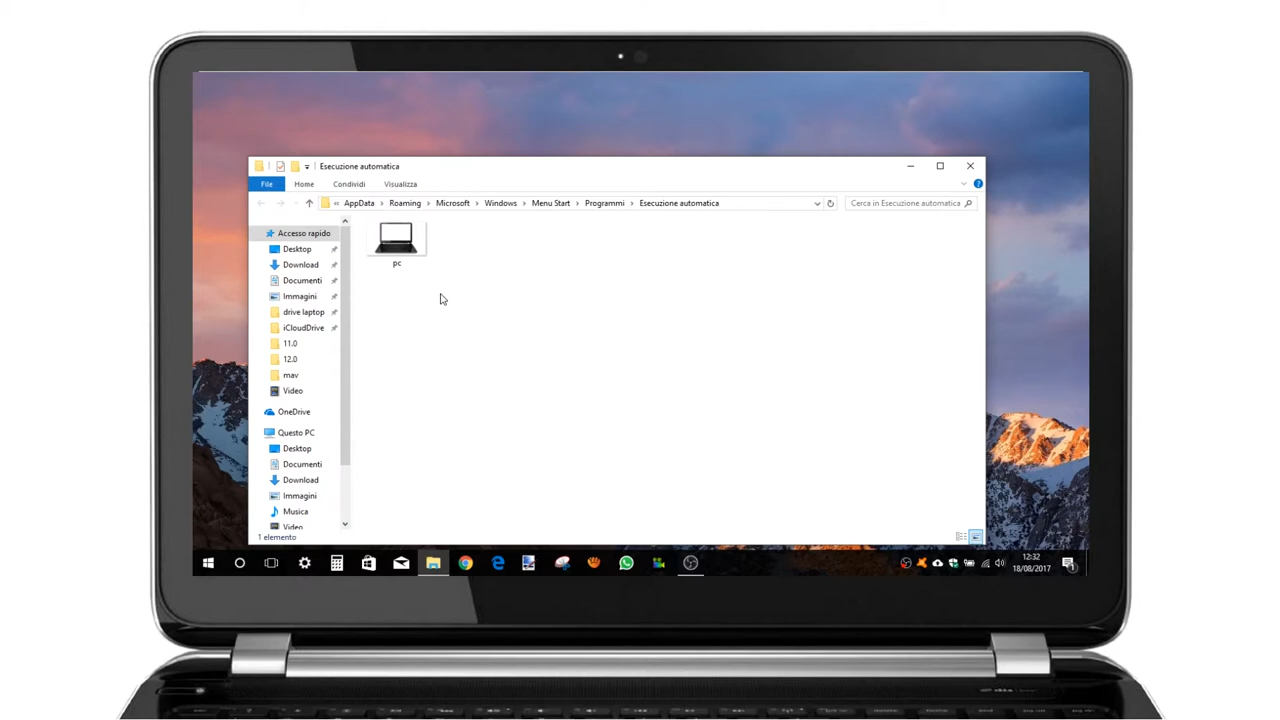 Esecuzione automatica
File Home Condividi Visualizza
« AppData Roaming Microsoft Windows Menu Start Programmi Esecuzione automatica
Cerca in Esecuzione automatica
Accesso rapido
Desktop
Download
Documenti
Immagini
drive laptop
iCloudDrive
11.0
12.0
mav
Video
OneDrive
Questo PC
Desktop
Documenti
Download
Immagini
Musica
Video
pc
1 elemento
12:32
18/08/2017
dts